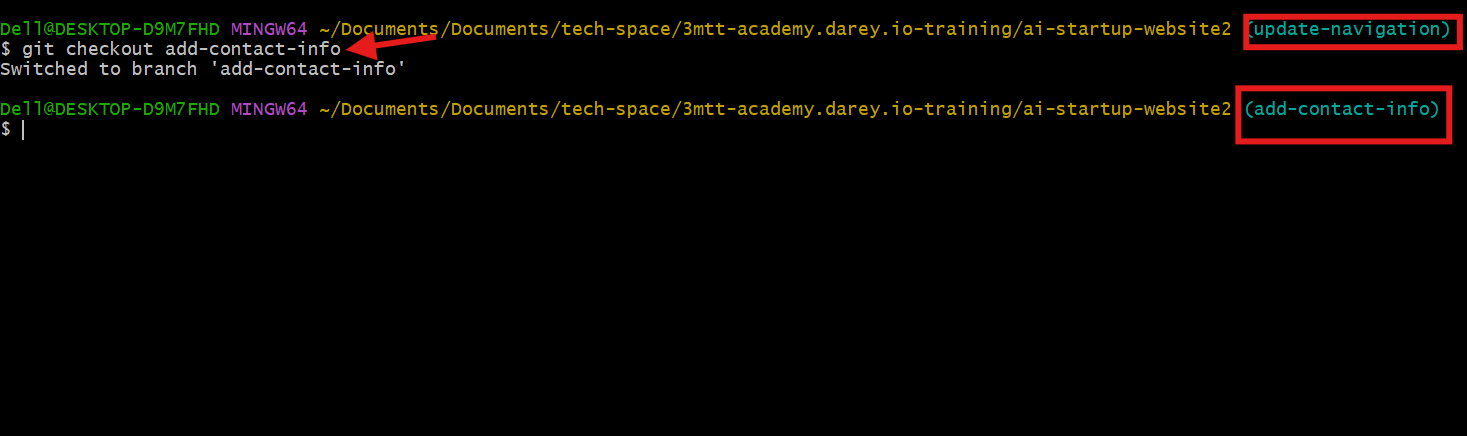 Dell@DESKTOP-D9M7FHD MINGW64 ~/Documents/Documents/tech-space/3mtt-academy.darey.io-training/ai-startup-website2 (update-navigation)
$ git checkout add-contact-info
Switched to branch 'add-contact-info'
Dell@DESKTOP-D9M7FHD MINGW64 ~/Documents/Documents/tech-space/3mtt-academy.darey.io-training/ai-startup-website2 (add-contact-info)
$